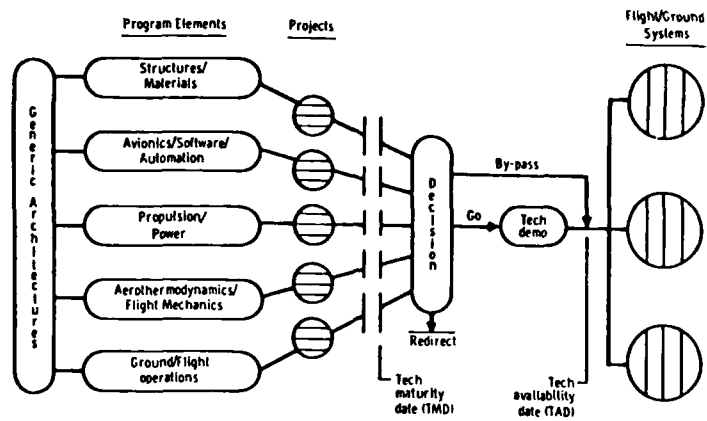 Program Elements
Projects
Flight/Ground
Systems
Generic Architectures
Structures/
Materials
Avionics/Software/
Automation
Propulsion/
Power
Aerothermodynamics/
Flight Mechanics
Ground/Flight
operations
Decision
By-pass
Go
Tech
demo
Redirect
Tech
maturity
date (TMD)
Tech
availability
date (TAD)